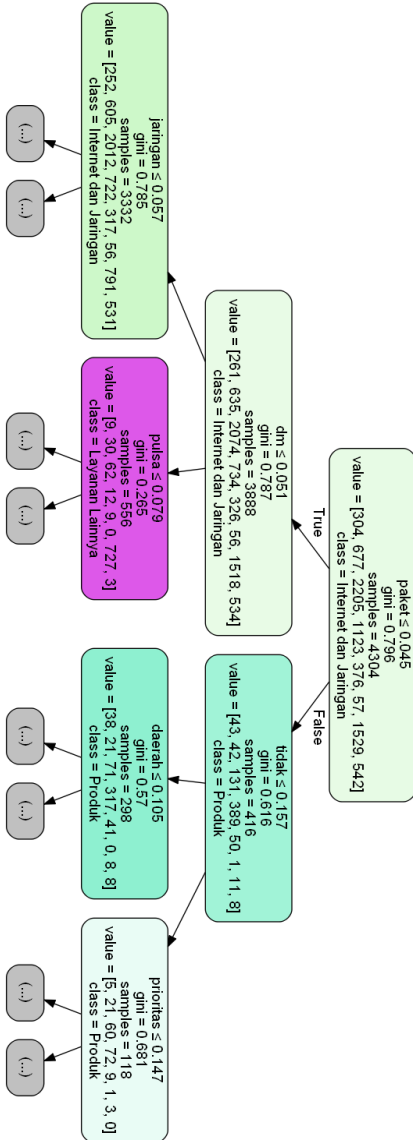 paket ≤ 0.045
gini = 0.796
samples = 4304
value = [304, 677, 2205, 1123, 376, 57, 1529, 542]
class = Internet dan Jaringan
True
False
dm ≤ 0.051
gini = 0.787
samples = 3888
value = [261, 635, 2074, 734, 326, 56, 1518, 534]
class = Internet dan Jaringan
tidak ≤ 0.157
gini = 0.616
samples = 416
value = [43, 42, 131, 389, 50, 1, 11, 8]
class = Produk
jaringan ≤ 0.057
gini = 0.785
samples = 3332
value = [252, 605, 2012, 722, 317, 56, 791, 531]
class = Internet dan Jaringan
pulsa ≤ 0.079
gini = 0.265
samples = 556
value = [9, 30, 62, 12, 9, 0, 727, 3]
class = Layanan Lainnya
daerah ≤ 0.105
gini = 0.57
samples = 298
value = [38, 21, 71, 317, 41, 0, 8, 8]
class = Produk
prioritas ≤ 0.147
gini = 0.681
samples = 118
value = [5, 21, 60, 72, 9, 1, 3, 0]
class = Produk
(...)
(...)
(...)
(...)
(...)
(...)
(...)
(...)